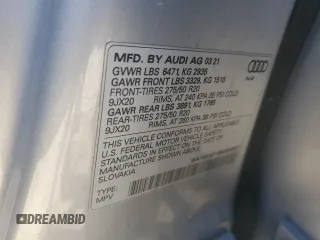 MFD. BY AUDI AG 03 21
GVWR LBS 6471, KG 2935
GAWR FRONT LBS 3329, KG 1510
FRONT-TIRES 275/50 R20
9JX20 RIMS, AT 240 KPA 35 PSI COLD
GAWR REAR LBS 3891, KG 1765
REAR-TIRES 275/50 R20
9JX20 RIMS, AT 260 KPA 38 PSI COLD
THIS VEHICLE CONFORMS TO ALL APPLICABLE
U.S. FEDERAL MOTOR VEHICLE SAFETY
STANDARDS IN EFFECT ON THE DATE OF
MANUFACTURE SHOWN ABOVE.
SLOVAKIA
TYPE:
MPV
DREAMBID